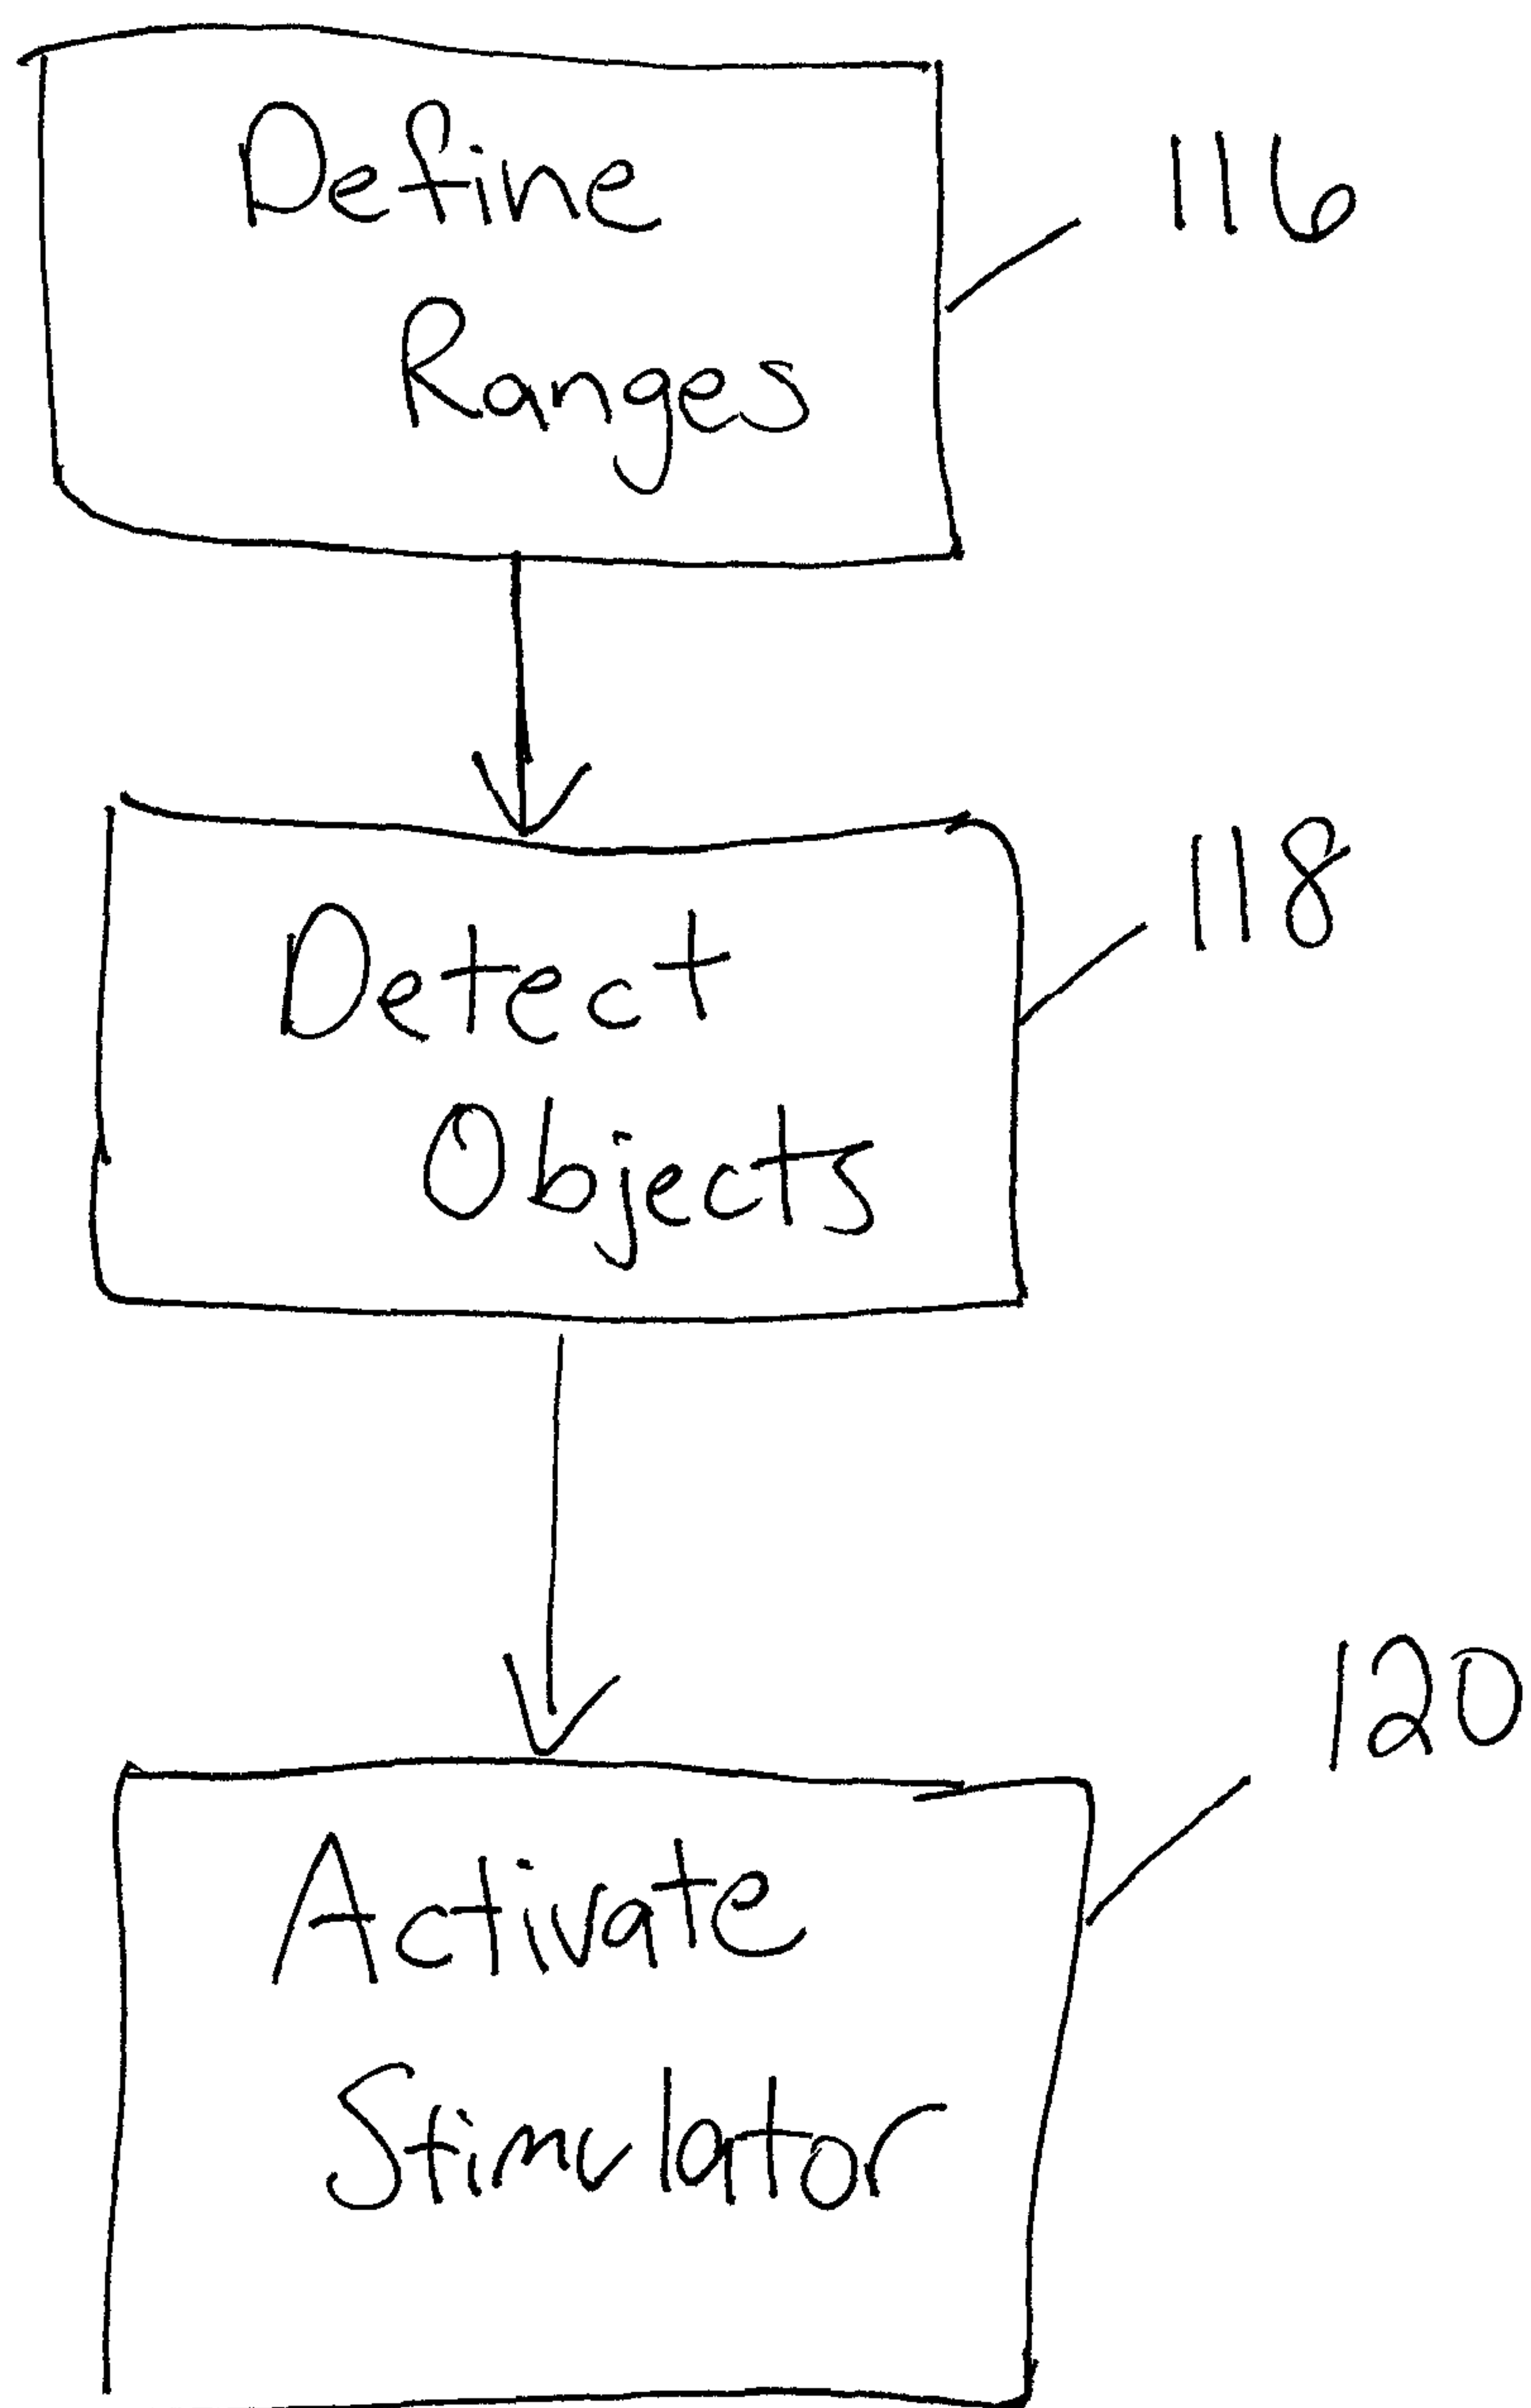 Define
Ranges
116
Detect
Objects
118
120
Activate
Stimulator